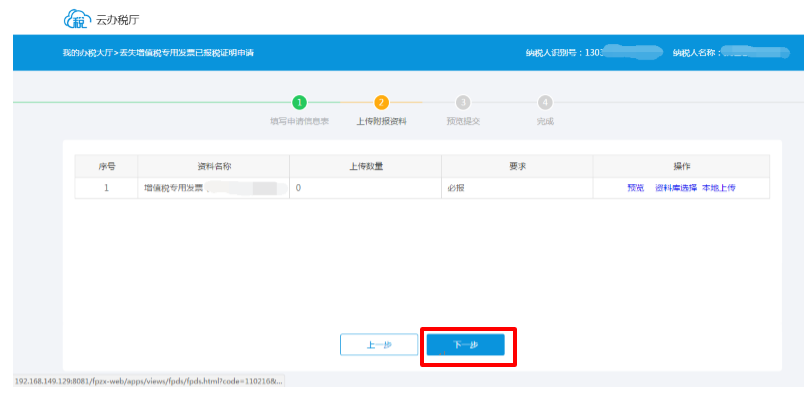 税 云办税厅
我的办税大厅>丢失增值税专用发票已报税证明申请 纳税人识别号：1303 纳税人名称：
1 2 3 4
填写申请信息表 上传附报资料 预览提交 完成
序号 资料名称 上传数量 要求 操作
1 增值税专用发票 0 必报 预览 资料库选择 本地上传
上一步 下一步
192.168.149.129:8081/fpzx-web/apps/views/fpds/fpds.html?code=110216&...